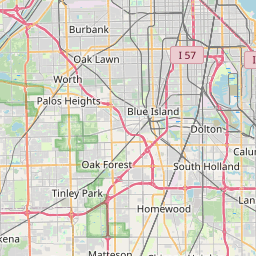 Burbank
Oak Lawn
I 57
Worth
Palos Heights
Blue Island
Dolton
Calu
Oak Forest
South Holland
Tinley Park
Lan
Homewood
kena
Matteson